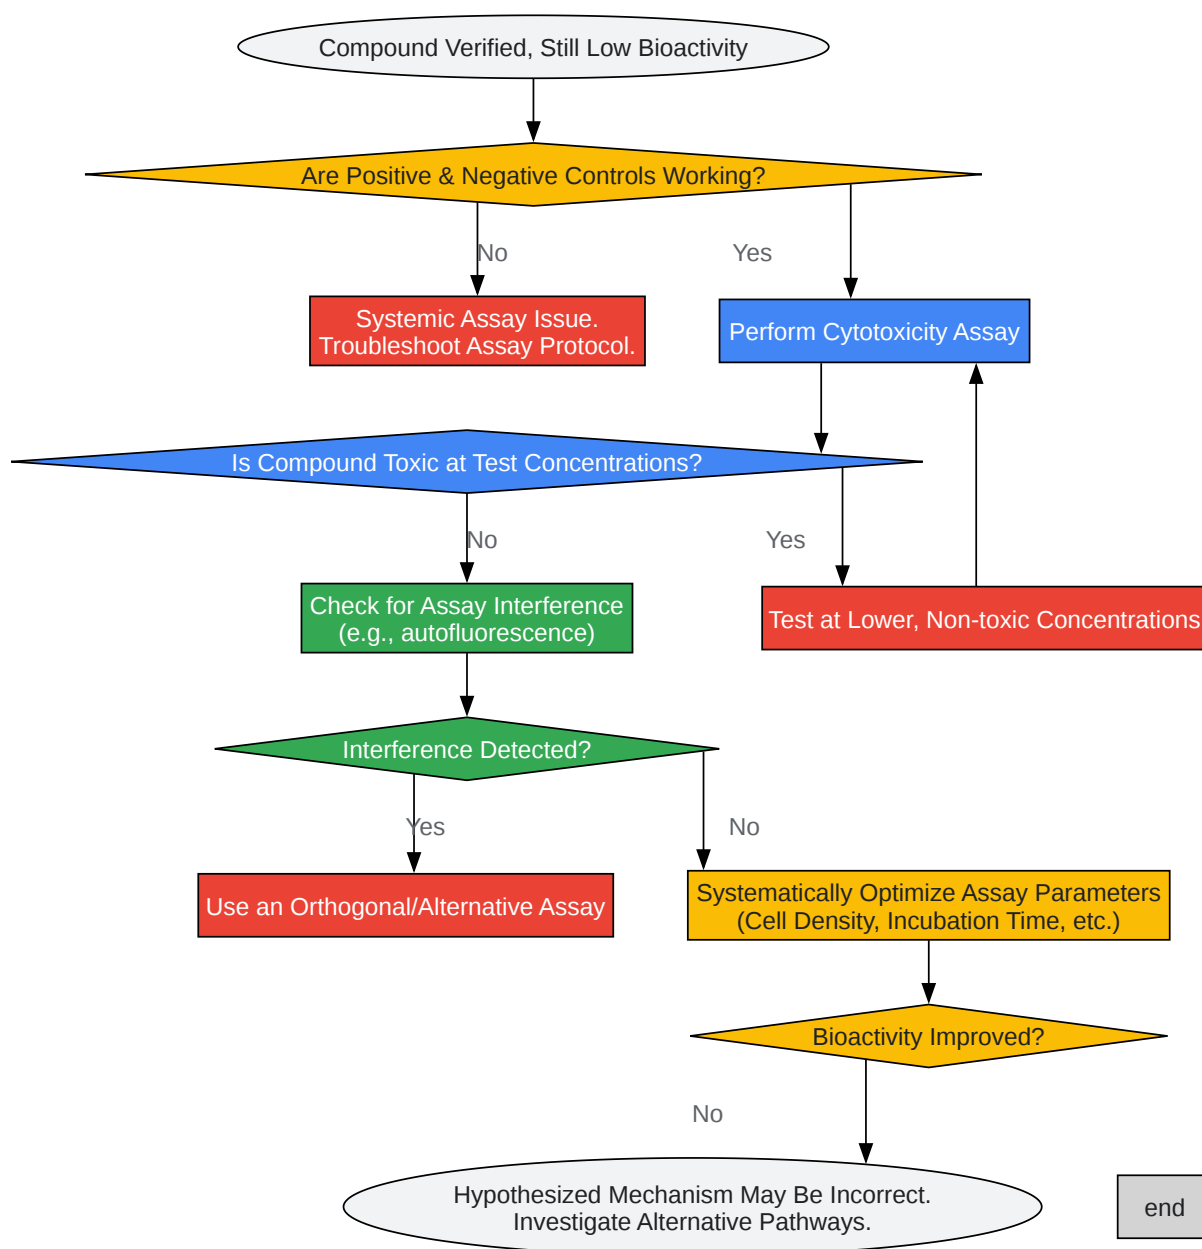 Compound Verified, Still Low Bioactivity
Are Positive & Negative Controls Working?
No
Yes
Systemic Assay Issue.
Troubleshoot Assay Protocol.
Perform Cytotoxicity Assay
Is Compound Toxic at Test Concentrations?
No
Yes
Check for Assay Interference
(e.g., autofluorescence)
Test at Lower, Non-toxic Concentrations
Interference Detected?
Yes
No
Use an Orthogonal/Alternative Assay
Systematically Optimize Assay Parameters
(Cell Density, Incubation Time, etc.)
Bioactivity Improved?
No
Hypothesized Mechanism May Be Incorrect.
Investigate Alternative Pathways.
end